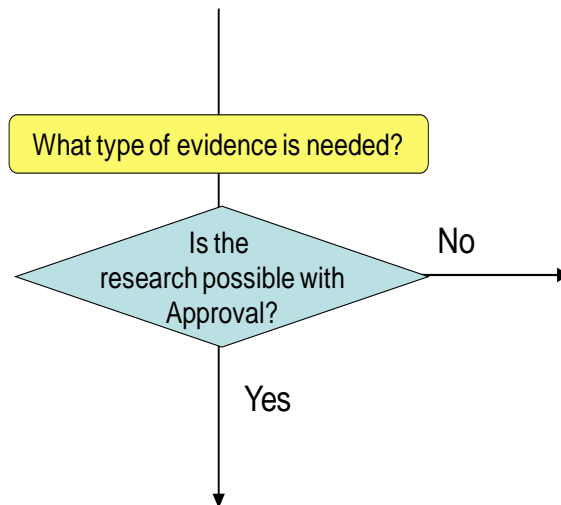 What type of evidence is needed?
Is the
No
research possible with
Approval?
Yes